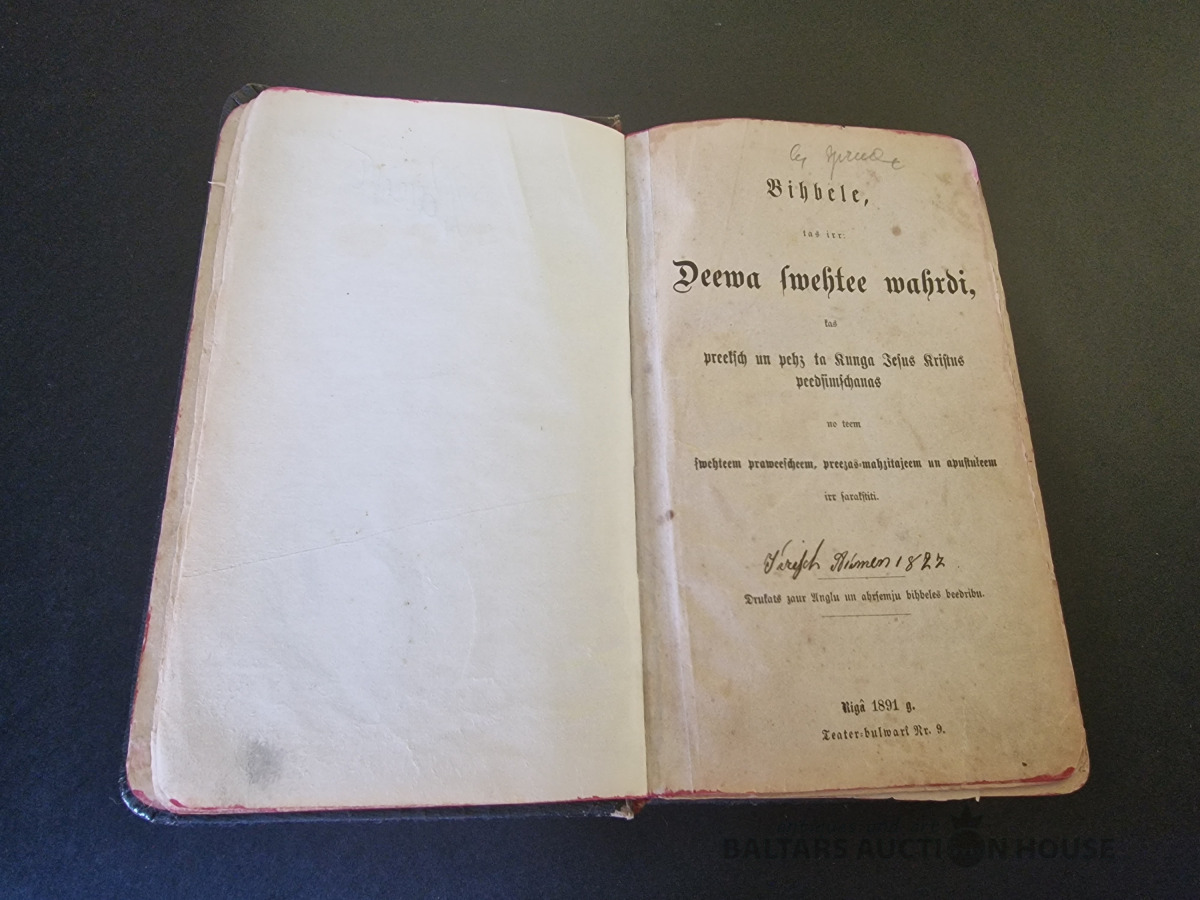 Bihbele,
tas irr:
Deewa ſwehtee wahrdi,
kas
preekſch un pehz ta Kunga Jeſus Kriſtus
peedſimſchanas
no teem
ſwehteem praweeſcheem, preezas-mahzitajeem un apuſtuleem
irr ſarakſtiti.
1822
Drukats zaur Anglu un ahrſemju bihbeles beedribu.
Rigâ 1891 g.
Teater-bulwarī Nr. 9.
BALTARS AUCTION HOUSE